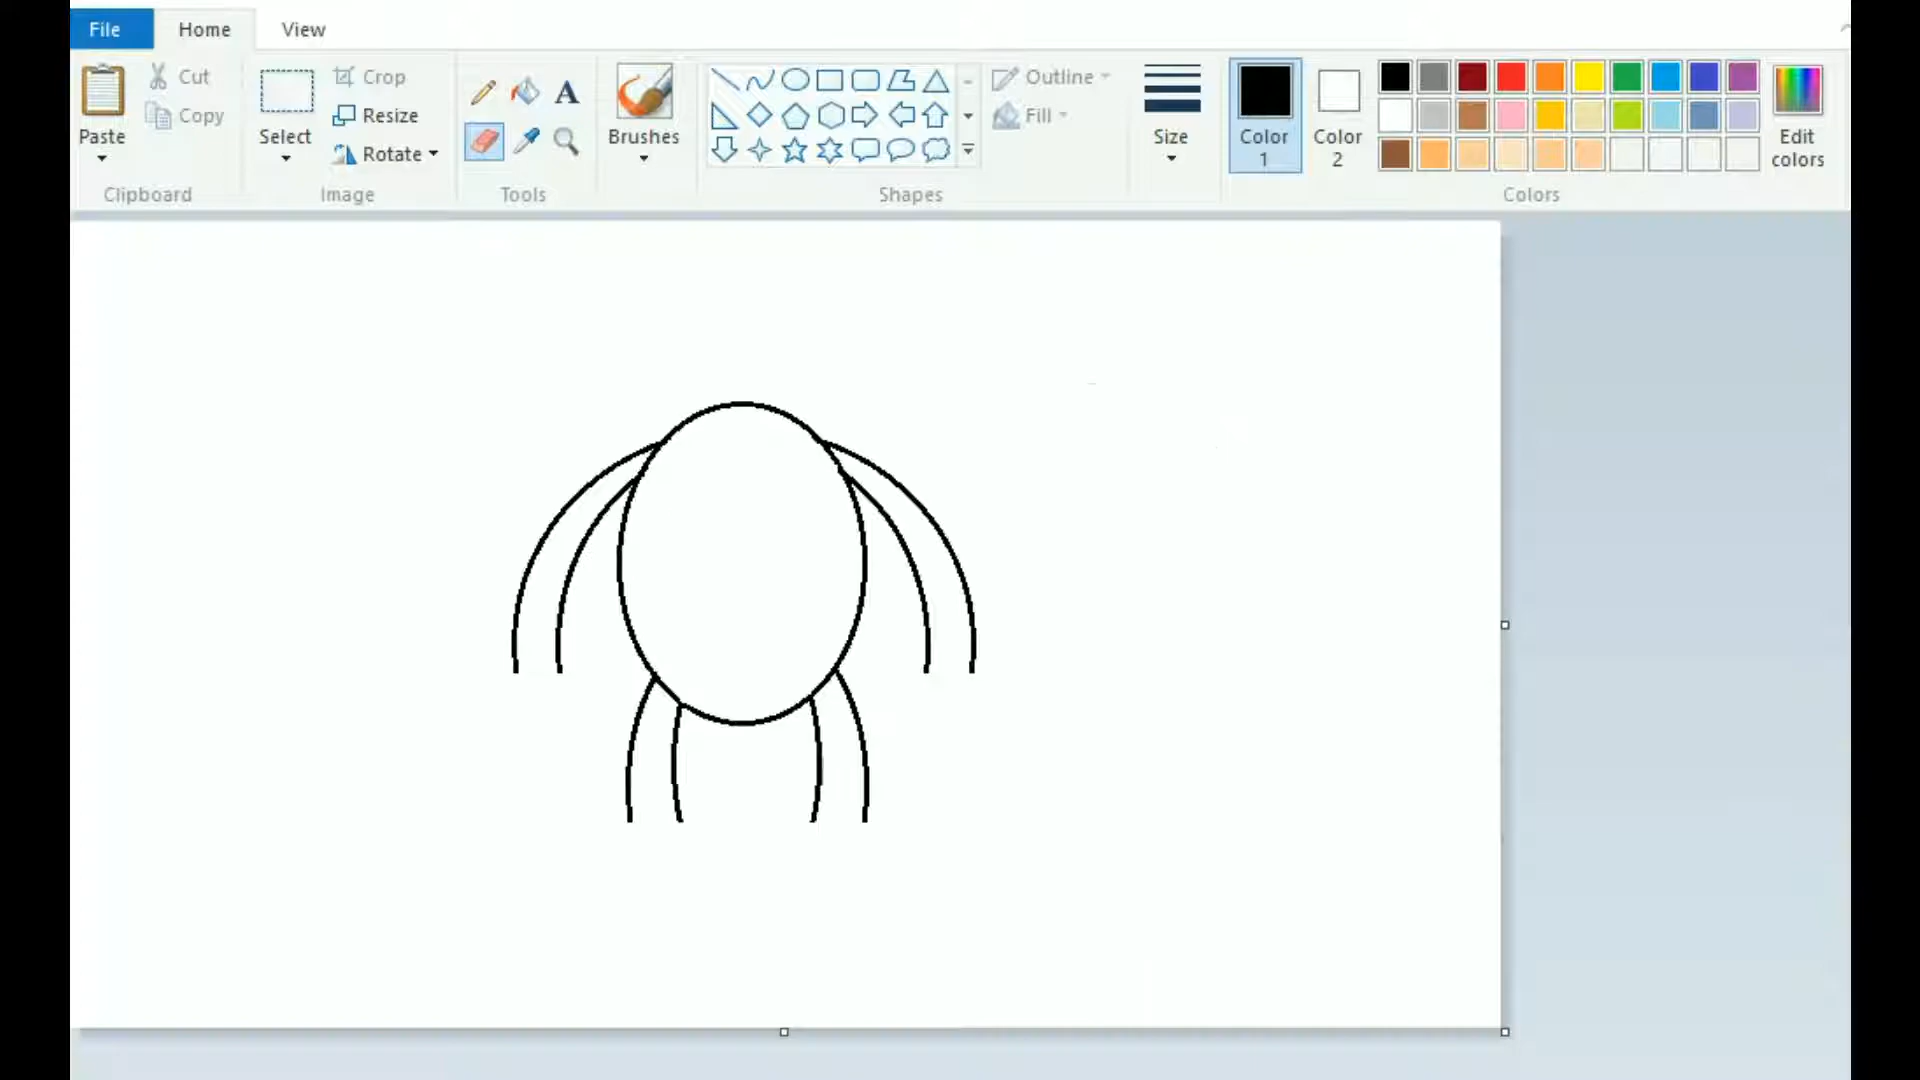 File Home View
Paste
Cut
Copy
Clipboard
Select
Crop
Resize
Rotate
Image
A
Tools
Brushes
Shapes
Outline
Fill
Size
Color
1
Color
2
Edit
colors
Colors